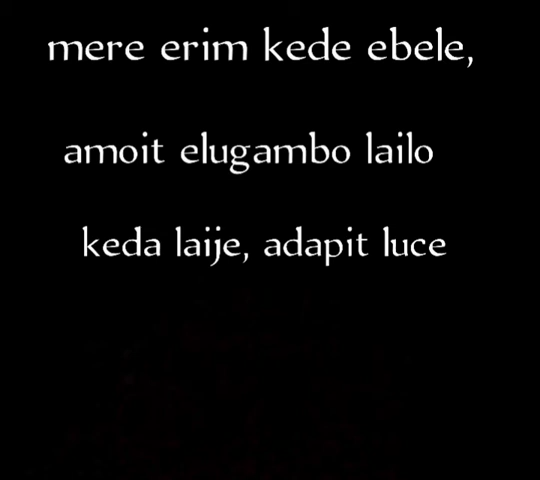 mere erim kede ebele,
amoit elugambo lailo
keda laije, adapit luce